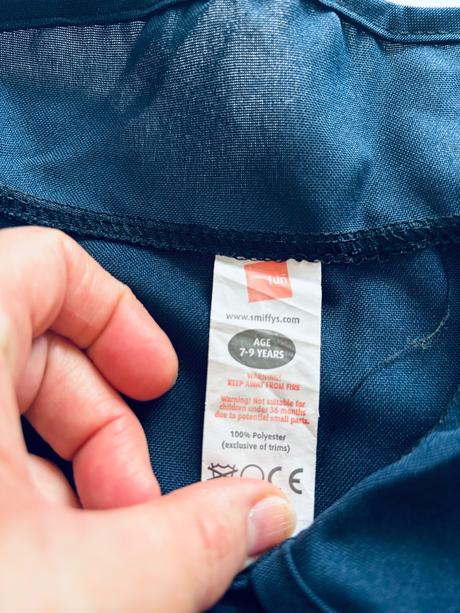 fun
www.smiffys.com
AGE
7-9 YEARS
WARNING!
KEEP AWAY FROM FIRE
Warning! Not suitable for
children under 36 months
due to potential small parts.
100% Polyester
(exclusive of trims)
CE